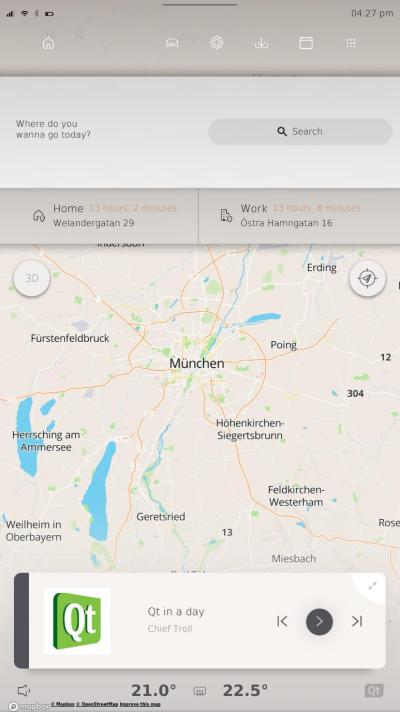 04:27 pm
Where do you
wanna go today?
Search
Home 13 hours, 2 minutes
Welandergatan 29
Work 13 hours, 8 minutes
Östra Hamngatan 16
3D
Erding
Fürstenfeldbruck
Poing
München
12
304
Höhenkirchen-
Siegertsbrunn
Herrsching am
Ammersee
Feldkirchen-
Westerham
Geretsried
Weilheim in
Oberbayern
13
Miesbach
Qt
Qt in a day
Chief Troll
21.0°
22.5°
Qt
mapbox
© Mapbox © OpenStreetMap Improve this map